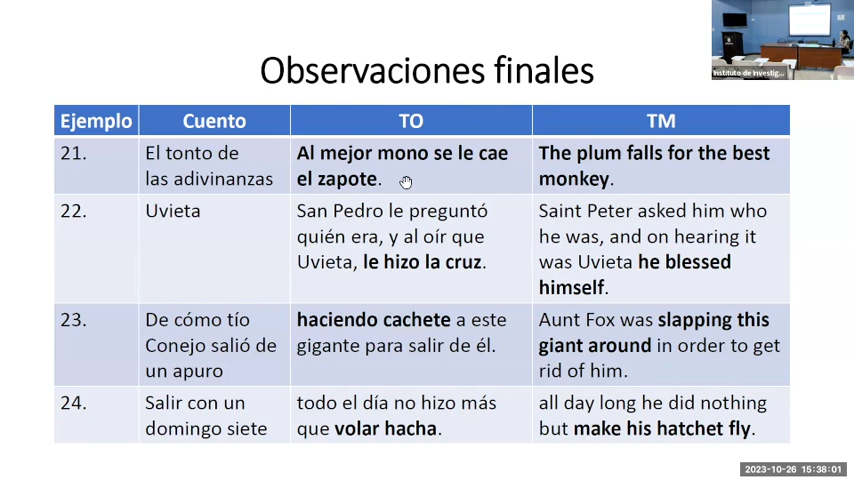 Instituto de Investig...
Observaciones finales
Ejemplo Cuento TO TM
21. El tonto de Al mejor mono se le cae The plum falls for the best
las adivinanzas el zapote. monkey.
22. Uvieta San Pedro le preguntó Saint Peter asked him who
quién era, y al oír que he was, and on hearing it
Uvieta, le hizo la cruz. was Uvieta he blessed
himself.
23. De cómo tío haciendo cachete a este Aunt Fox was slapping this
Conejo salió de gigante para salir de él. giant around in order to get
un apuro rid of him.
24. Salir con un todo el día no hizo más all day long he did nothing
domingo siete que volar hacha. but make his hatchet fly.
2023-10-26 15:38:01